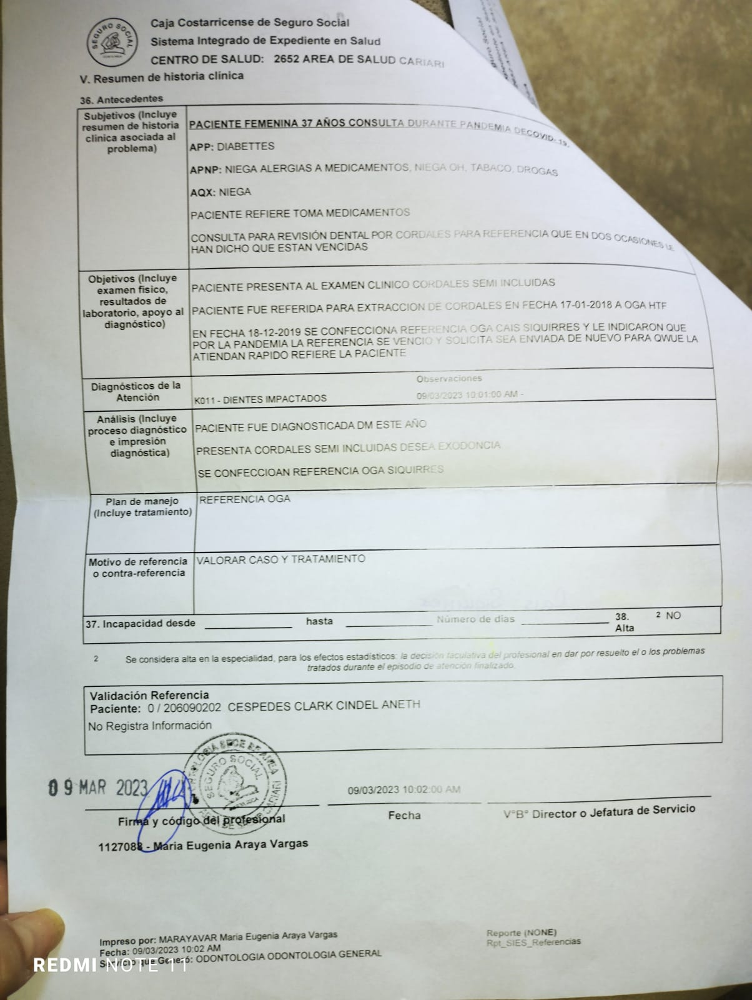 Caja Costarricense de Seguro Social
Sistema Integrado de Expediente en Salud
CENTRO DE SALUD: 2652 AREA DE SALUD CARIARI
SEGURO SOCIAL
V. Resumen de historia clínica
36. Antecedentes
Subjetivos (Incluye
resumen de historia
clínica asociada al
problema)
PACIENTE FEMENINA 37 AÑOS CONSULTA DURANTE PANDEMIA DECOVID-19.
APP: DIABETTES
APNP: NIEGA ALERGIAS A MEDICAMENTOS, NIEGA OH, TABACO, DROGAS
AQX: NIEGA
PACIENTE REFIERE TOMA MEDICAMENTOS
CONSULTA PARA REVISIÓN DENTAL POR CORDALES PARA REFERENCIA QUE EN DOS OCASIONES LE
HAN DICHO QUE ESTAN VENCIDAS
Objetivos (Incluye
examen físico,
resultados de
laboratorio, apoyo al
diagnóstico)
PACIENTE PRESENTA AL EXAMEN CLINICO CORDALES SEMI INCLUIDAS
PACIENTE FUE REFERIDA PARA EXTRACCION DE CORDALES EN FECHA 17-01-2018 A OGA HTF
EN FECHA 18-12-2019 SE CONFECCIONA REFERENCIA OGA CAIS SIQUIRRES Y LE INDICARON QUE
POR LA PANDEMIA LA REFERENCIA SE VENCIO Y SOLICITA SEA ENVIADA DE NUEVO PARA QWUE LA
ATIENDAN RAPIDO REFIERE LA PACIENTE
Diagnósticos de la
Atención
Observaciones
K011 - DIENTES IMPACTADOS
09/03/2023 10:01:00 AM -
Análisis (Incluye
proceso diagnóstico
e impresión
diagnóstica)
PACIENTE FUE DIAGNOSTICADA DM ESTE AÑO
PRESENTA CORDALES SEMI INCLUIDAS DESEA EXODONCIA
SE CONFECCIOAN REFERENCIA OGA SIQUIRRES
Plan de manejo
(Incluye tratamiento)
REFERENCIA OGA
Motivo de referencia
o contra-referencia
VALORAR CASO Y TRATAMIENTO
37. Incapacidad desde hasta Número de días 38. Alta 2 NO
2 Se considera alta en la especialidad, para los efectos estadísticos: la decisión faculativa del profesional en dar por resuelto el o los problemas
tratados durante el episodio de atención finalizado.
Validación Referencia
Paciente: 0 / 206090202 CESPEDES CLARK CINDEL ANETH
No Registra Información
SEGURO SOCIAL
09 MAR 2023
09/03/2023 10:02:00 AM
Firma y código del profesional
Fecha
V°B° Director o Jefatura de Servicio
1127088 - Maria Eugenia Araya Vargas
Impreso por: MARAYAVAR Maria Eugenia Araya Vargas
Fecha: 09/03/2023 10:02 AM
Servicio que Generó: ODONTOLOGIA ODONTOLOGIA GENERAL
Reporte (NONE)
Rpt_SIES_Referencias
REDMI NOTE 11